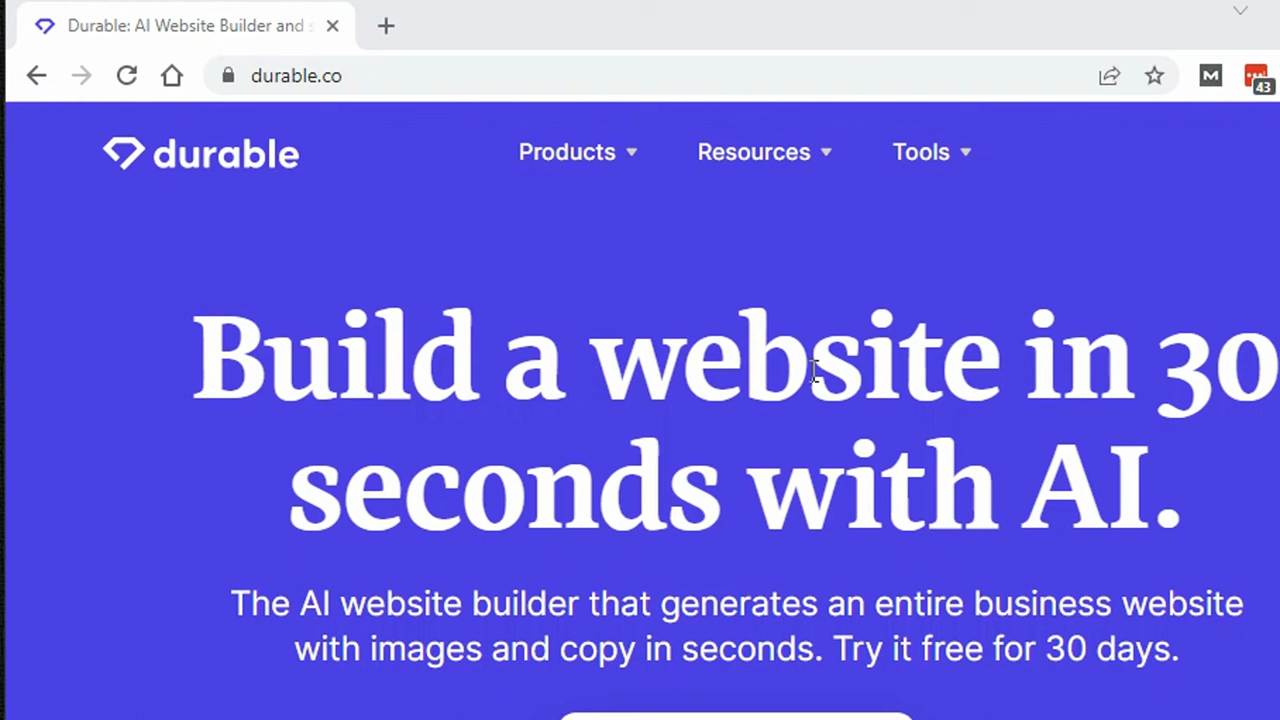 Durable: AI Website Builder and
durable.co
M
43
durable
Products
Resources
Tools
Build a website in 30
seconds with AI.
The AI website builder that generates an entire business website
with images and copy in seconds. Try it free for 30 days.